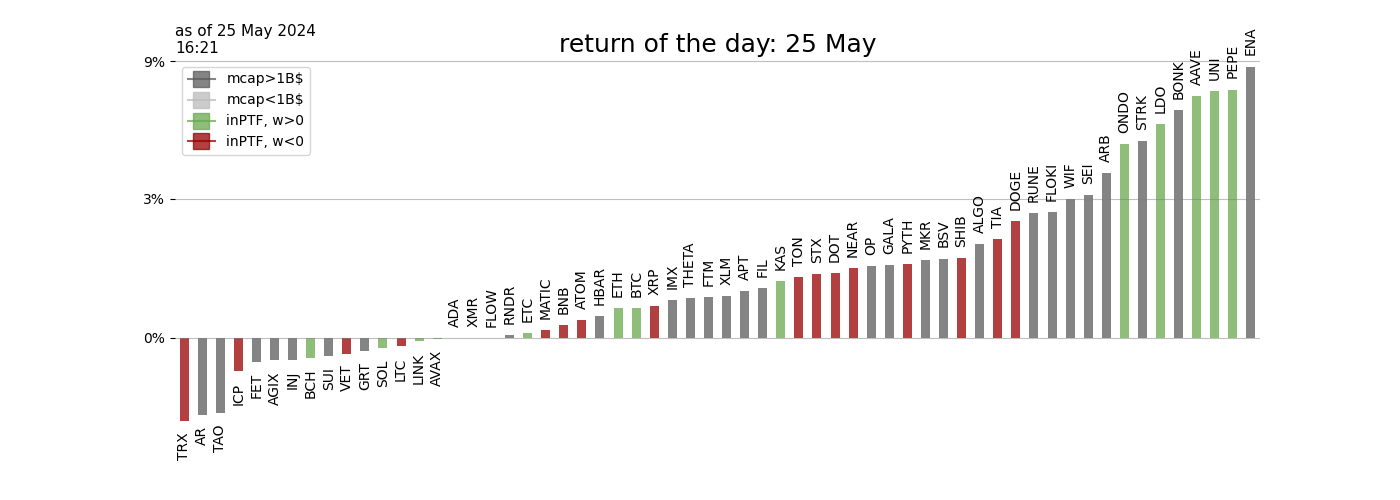 as of 25 May 2024
16:21
return of the day: 25 May
9%
3%
0%
mcap>1B$
mcap<1B$
inPTF, w>0
inPTF, w<0
TRX
AR
TAO
ICP
FET
AGIX
INJ
BCH
SUI
VET
GRT
SOL
LTC
LINK
AVAX
ADA
XMR
FLOW
RNDR
ETC
MATIC
BNB
ATOM
HBAR
ETH
BTC
XRP
IMX
THETA
FTM
XLM
APT
FIL
KAS
TON
STX
DOT
NEAR
OP
GALA
PYTH
MKR
BSV
SHIB
ALGO
TIA
DOGE
RUNE
FLOKI
WIF
SEI
ARB
ONDO
STRK
LDO
BONK
AAVE
UNI
PEPE
ENA